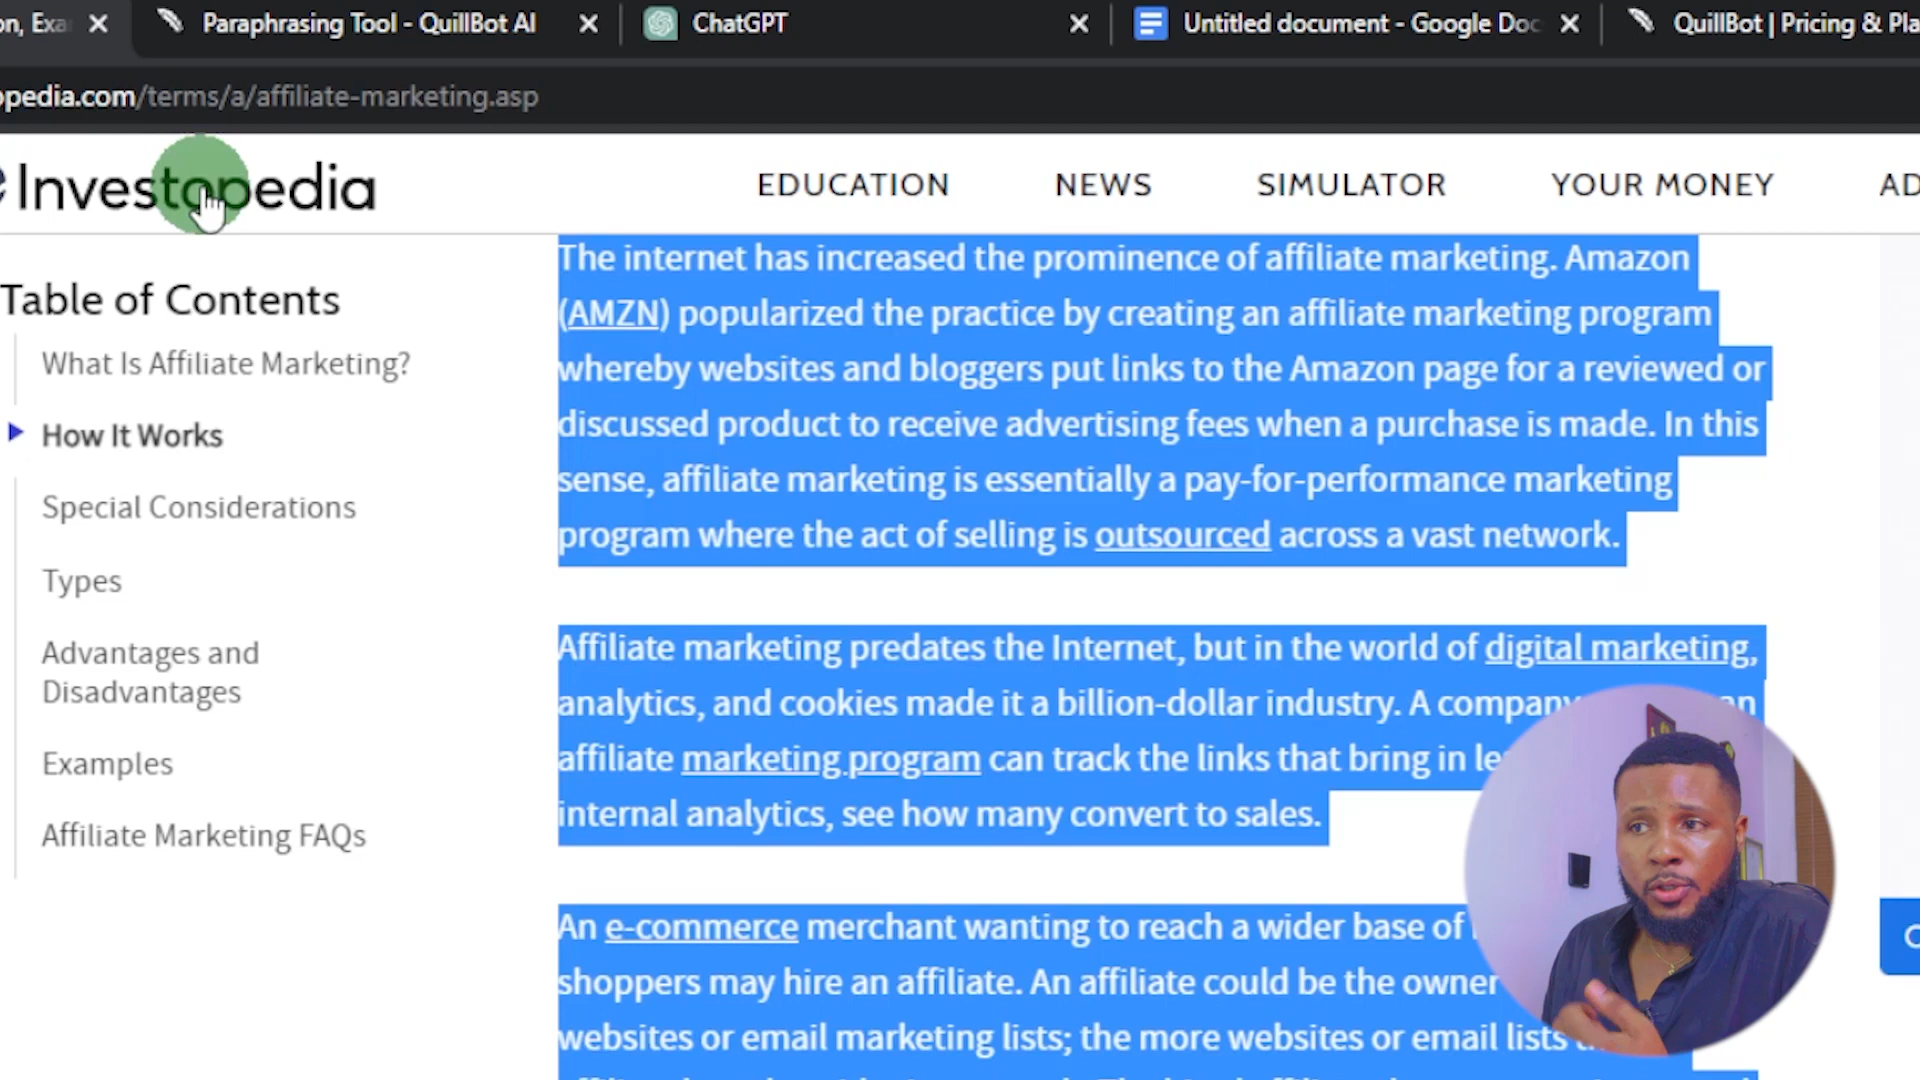 on, Exa
Paraphrasing Tool - QuillBot AI
ChatGPT
Untitled document - Google Doc
QuillBot | Pricing & Pla
opedia.com/terms/a/affiliate-marketing.asp
Investopedia
EDUCATION
NEWS
SIMULATOR
YOUR MONEY
AD
Table of Contents
What Is Affiliate Marketing?
How It Works
Special Considerations
Types
Advantages and
Disadvantages
Examples
Affiliate Marketing FAQs
The internet has increased the prominence of affiliate marketing. Amazon
(AMZN) popularized the practice by creating an affiliate marketing program
whereby websites and bloggers put links to the Amazon page for a reviewed or
discussed product to receive advertising fees when a purchase is made. In this
sense, affiliate marketing is essentially a pay-for-performance marketing
program where the act of selling is outsourced across a vast network.
Affiliate marketing predates the Internet, but in the world of digital marketing,
analytics, and cookies made it a billion-dollar industry. A company an
affiliate marketing program can track the links that bring in le
internal analytics, see how many convert to sales.
An e-commerce merchant wanting to reach a wider base of
shoppers may hire an affiliate. An affiliate could be the owner
websites or email marketing lists; the more websites or email lists